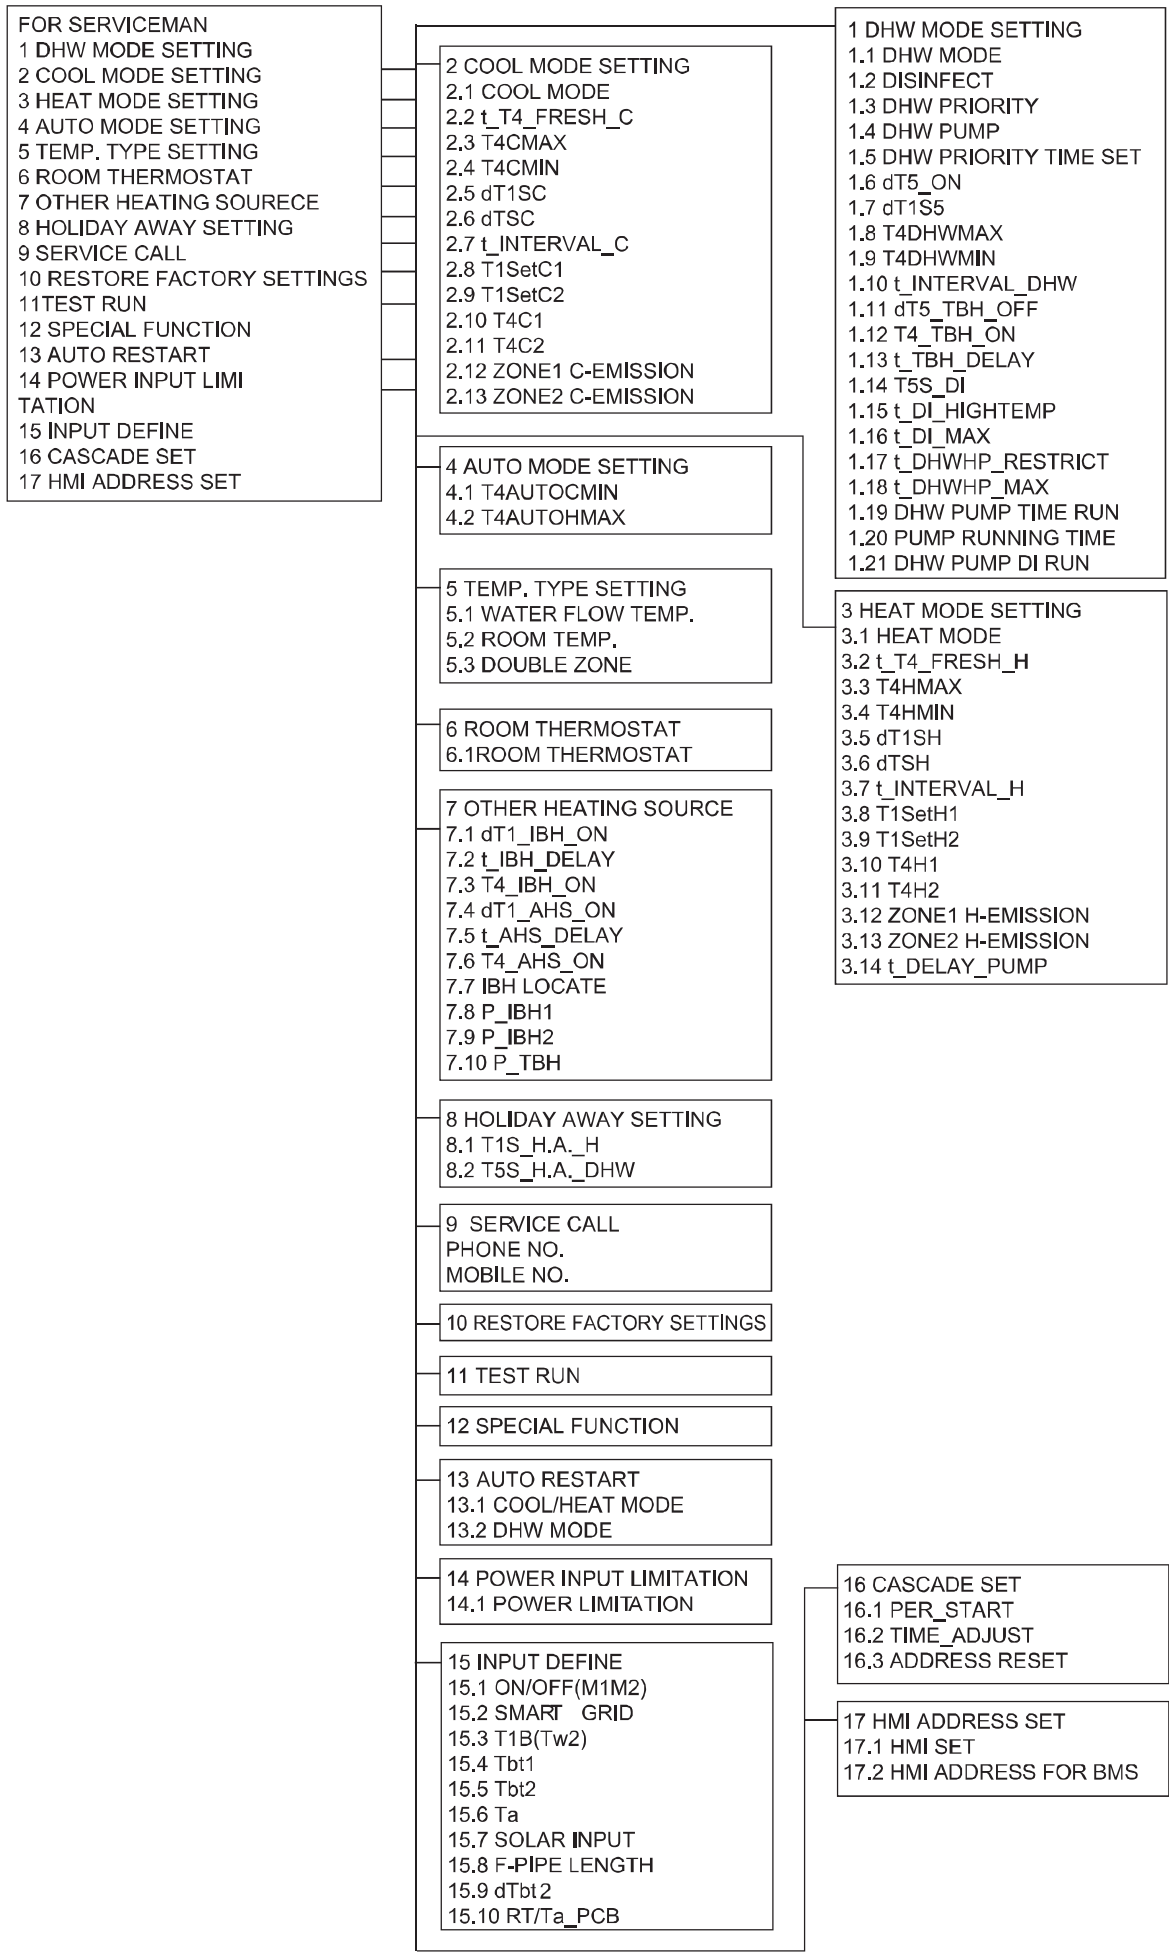 FOR SERVICEMAN
1 DHW MODE SETTING
2 COOL MODE SETTING
3 HEAT MODE SETTING
4 AUTO MODE SETTING
5 TEMP. TYPE SETTING
6 ROOM THERMOSTAT
7 OTHER HEATING SOURECE
8 HOLIDAY AWAY SETTING
9 SERVICE CALL
10 RESTORE FACTORY SETTINGS
11TEST RUN
12 SPECIAL FUNCTION
13 AUTO RESTART
14 POWER INPUT LIMI
TATION
15 INPUT DEFINE
16 CASCADE SET
17 HMI ADDRESS SET
2 COOL MODE SETTING
2.1 COOL MODE
2.2 t_T4_FRESH_C
2.3 T4CMAX
2.4 T4CMIN
2.5 dT1SC
2.6 dTSC
2.7 t_INTERVAL_C
2.8 T1SetC1
2.9 T1SetC2
2.10 T4C1
2.11 T4C2
2.12 ZONE1 C-EMISSION
2.13 ZONE2 C-EMISSION
4 AUTO MODE SETTING
4.1 T4AUTOCMIN
4.2 T4AUTOHMAX
5 TEMP. TYPE SETTING
5.1 WATER FLOW TEMP.
5.2 ROOM TEMP.
5.3 DOUBLE ZONE
6 ROOM THERMOSTAT
6.1ROOM THERMOSTAT
7 OTHER HEATING SOURCE
7.1 dT1_IBH_ON
7.2 t_IBH_DELAY
7.3 T4_IBH_ON
7.4 dT1_AHS_ON
7.5 t_AHS_DELAY
7.6 T4_AHS_ON
7.7 IBH LOCATE
7.8 P_IBH1
7.9 P_IBH2
7.10 P_TBH
8 HOLIDAY AWAY SETTING
8.1 T1S_H.A._H
8.2 T5S_H.A._DHW
9 SERVICE CALL
PHONE NO.
MOBILE NO.
10 RESTORE FACTORY SETTINGS
11 TEST RUN
12 SPECIAL FUNCTION
13 AUTO RESTART
13.1 COOL/HEAT MODE
13.2 DHW MODE
14 POWER INPUT LIMITATION
14.1 POWER LIMITATION
15 INPUT DEFINE
15.1 ON/OFF(M1M2)
15.2 SMART GRID
15.3 T1B(Tw2)
15.4 Tbt1
15.5 Tbt2
15.6 Ta
15.7 SOLAR INPUT
15.8 F-PIPE LENGTH
15.9 dTbt2
15.10 RT/Ta_PCB
1 DHW MODE SETTING
1.1 DHW MODE
1.2 DISINFECT
1.3 DHW PRIORITY
1.4 DHW PUMP
1.5 DHW PRIORITY TIME SET
1.6 dT5_ON
1.7 dT1S5
1.8 T4DHWMAX
1.9 T4DHWMIN
1.10 t_INTERVAL_DHW
1.11 dT5_TBH_OFF
1.12 T4_TBH_ON
1.13 t_TBH_DELAY
1.14 T5S_DI
1.15 t_DI_HIGHTEMP
1.16 t_DI_MAX
1.17 t_DHWHP_RESTRICT
1.18 t_DHWHP_MAX
1.19 DHW PUMP TIME RUN
1.20 PUMP RUNNING TIME
1.21 DHW PUMP DI RUN
3 HEAT MODE SETTING
3.1 HEAT MODE
3.2 t_T4_FRESH_H
3.3 T4HMAX
3.4 T4HMIN
3.5 dT1SH
3.6 dTSH
3.7 t_INTERVAL_H
3.8 T1SetH1
3.9 T1SetH2
3.10 T4H1
3.11 T4H2
3.12 ZONE1 H-EMISSION
3.13 ZONE2 H-EMISSION
3.14 t_DELAY_PUMP
16 CASCADE SET
16.1 PER_START
16.2 TIME_ADJUST
16.3 ADDRESS RESET
17 HMI ADDRESS SET
17.1 HMI SET
17.2 HMI ADDRESS FOR BMS